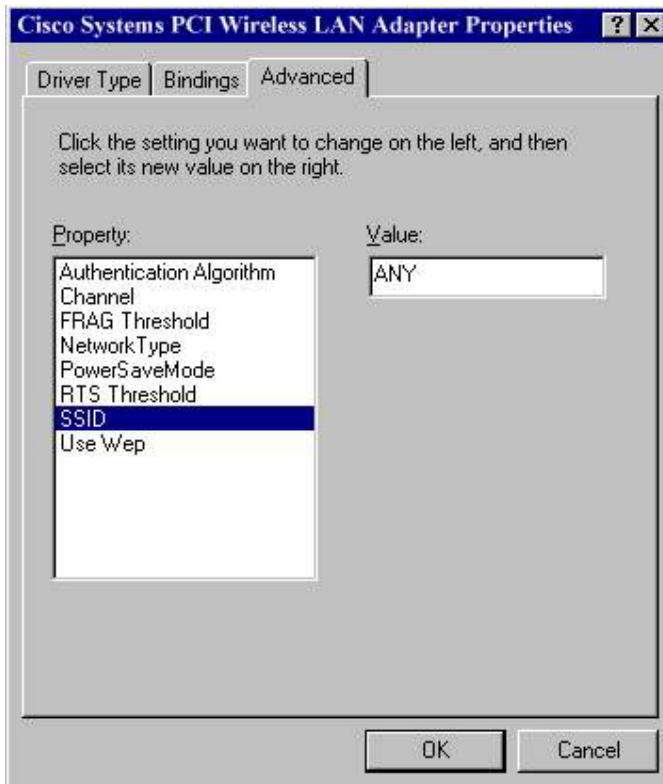 Cisco Systems PCI Wireless LAN Adapter Properties ? X
Driver Type Bindings Advanced
Click the setting you want to change on the left, and then
select its new value on the right.
Property: Value:
Authentication Algorithm ANY
Channel
FRAG Threshold
NetworkType
PowerSaveMode
RTS Threshold
SSID
Use Wep
OK Cancel